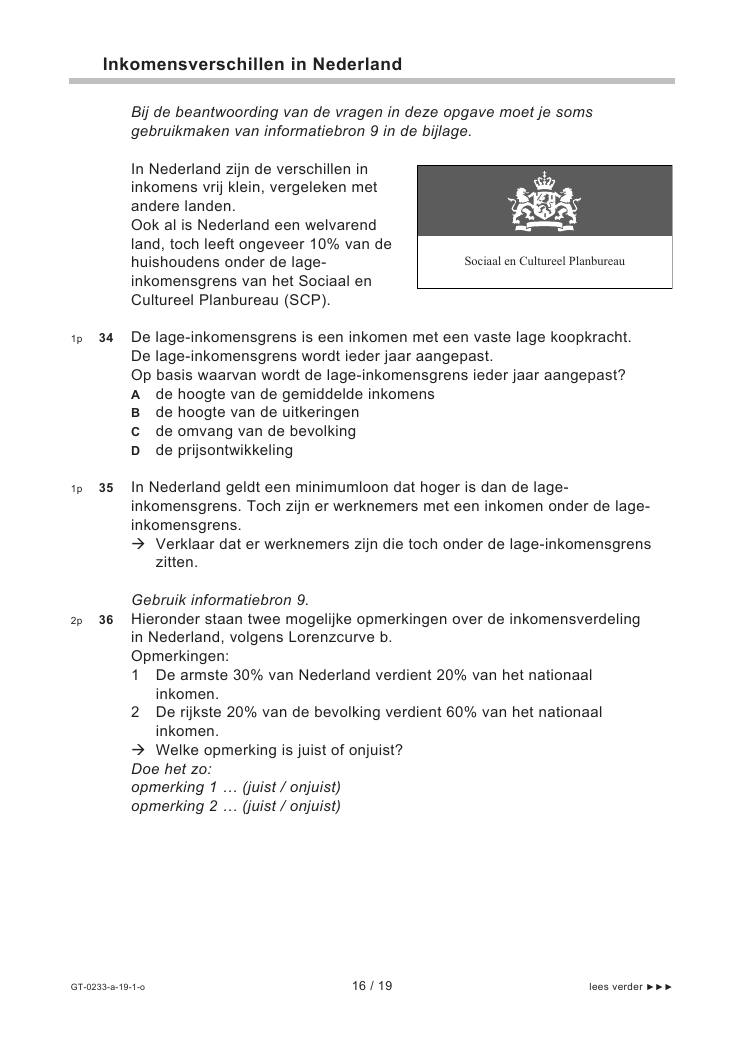 Inkomensverschillen in Nederland
Bij de beantwoording van de vragen in deze opgave moet je soms
gebruikmaken van informatiebron 9 in de bijlage.
In Nederland zijn de verschillen in
inkomens vrij klein, vergeleken met
andere landen.
Ook al is Nederland een welvarend
land, toch leeft ongeveer 10% van de
huishoudens onder de lage-
inkomensgrens van het Sociaal en
Cultureel Planbureau (SCP).
Sociaal en Cultureel Planbureau
1p 34 De lage-inkomensgrens is een inkomen met een vaste lage koopkracht.
De lage-inkomensgrens wordt ieder jaar aangepast.
Op basis waarvan wordt de lage-inkomensgrens ieder jaar aangepast?
A de hoogte van de gemiddelde inkomens
B de hoogte van de uitkeringen
C de omvang van de bevolking
D de prijsontwikkeling
1p 35 In Nederland geldt een minimumloon dat hoger is dan de lage-
inkomensgrens. Toch zijn er werknemers met een inkomen onder de lage-
inkomensgrens.
→ Verklaar dat er werknemers zijn die toch onder de lage-inkomensgrens
zitten.
Gebruik informatiebron 9.
2p 36 Hieronder staan twee mogelijke opmerkingen over de inkomensverdeling
in Nederland, volgens Lorenzcurve b.
Opmerkingen:
1 De armste 30% van Nederland verdient 20% van het nationaal
inkomen.
2 De rijkste 20% van de bevolking verdient 60% van het nationaal
inkomen.
→ Welke opmerking is juist of onjuist?
Doe het zo:
opmerking 1 … (juist / onjuist)
opmerking 2 … (juist / onjuist)
GT-0233-a-19-1-o 16 / 19 lees verder ►►►